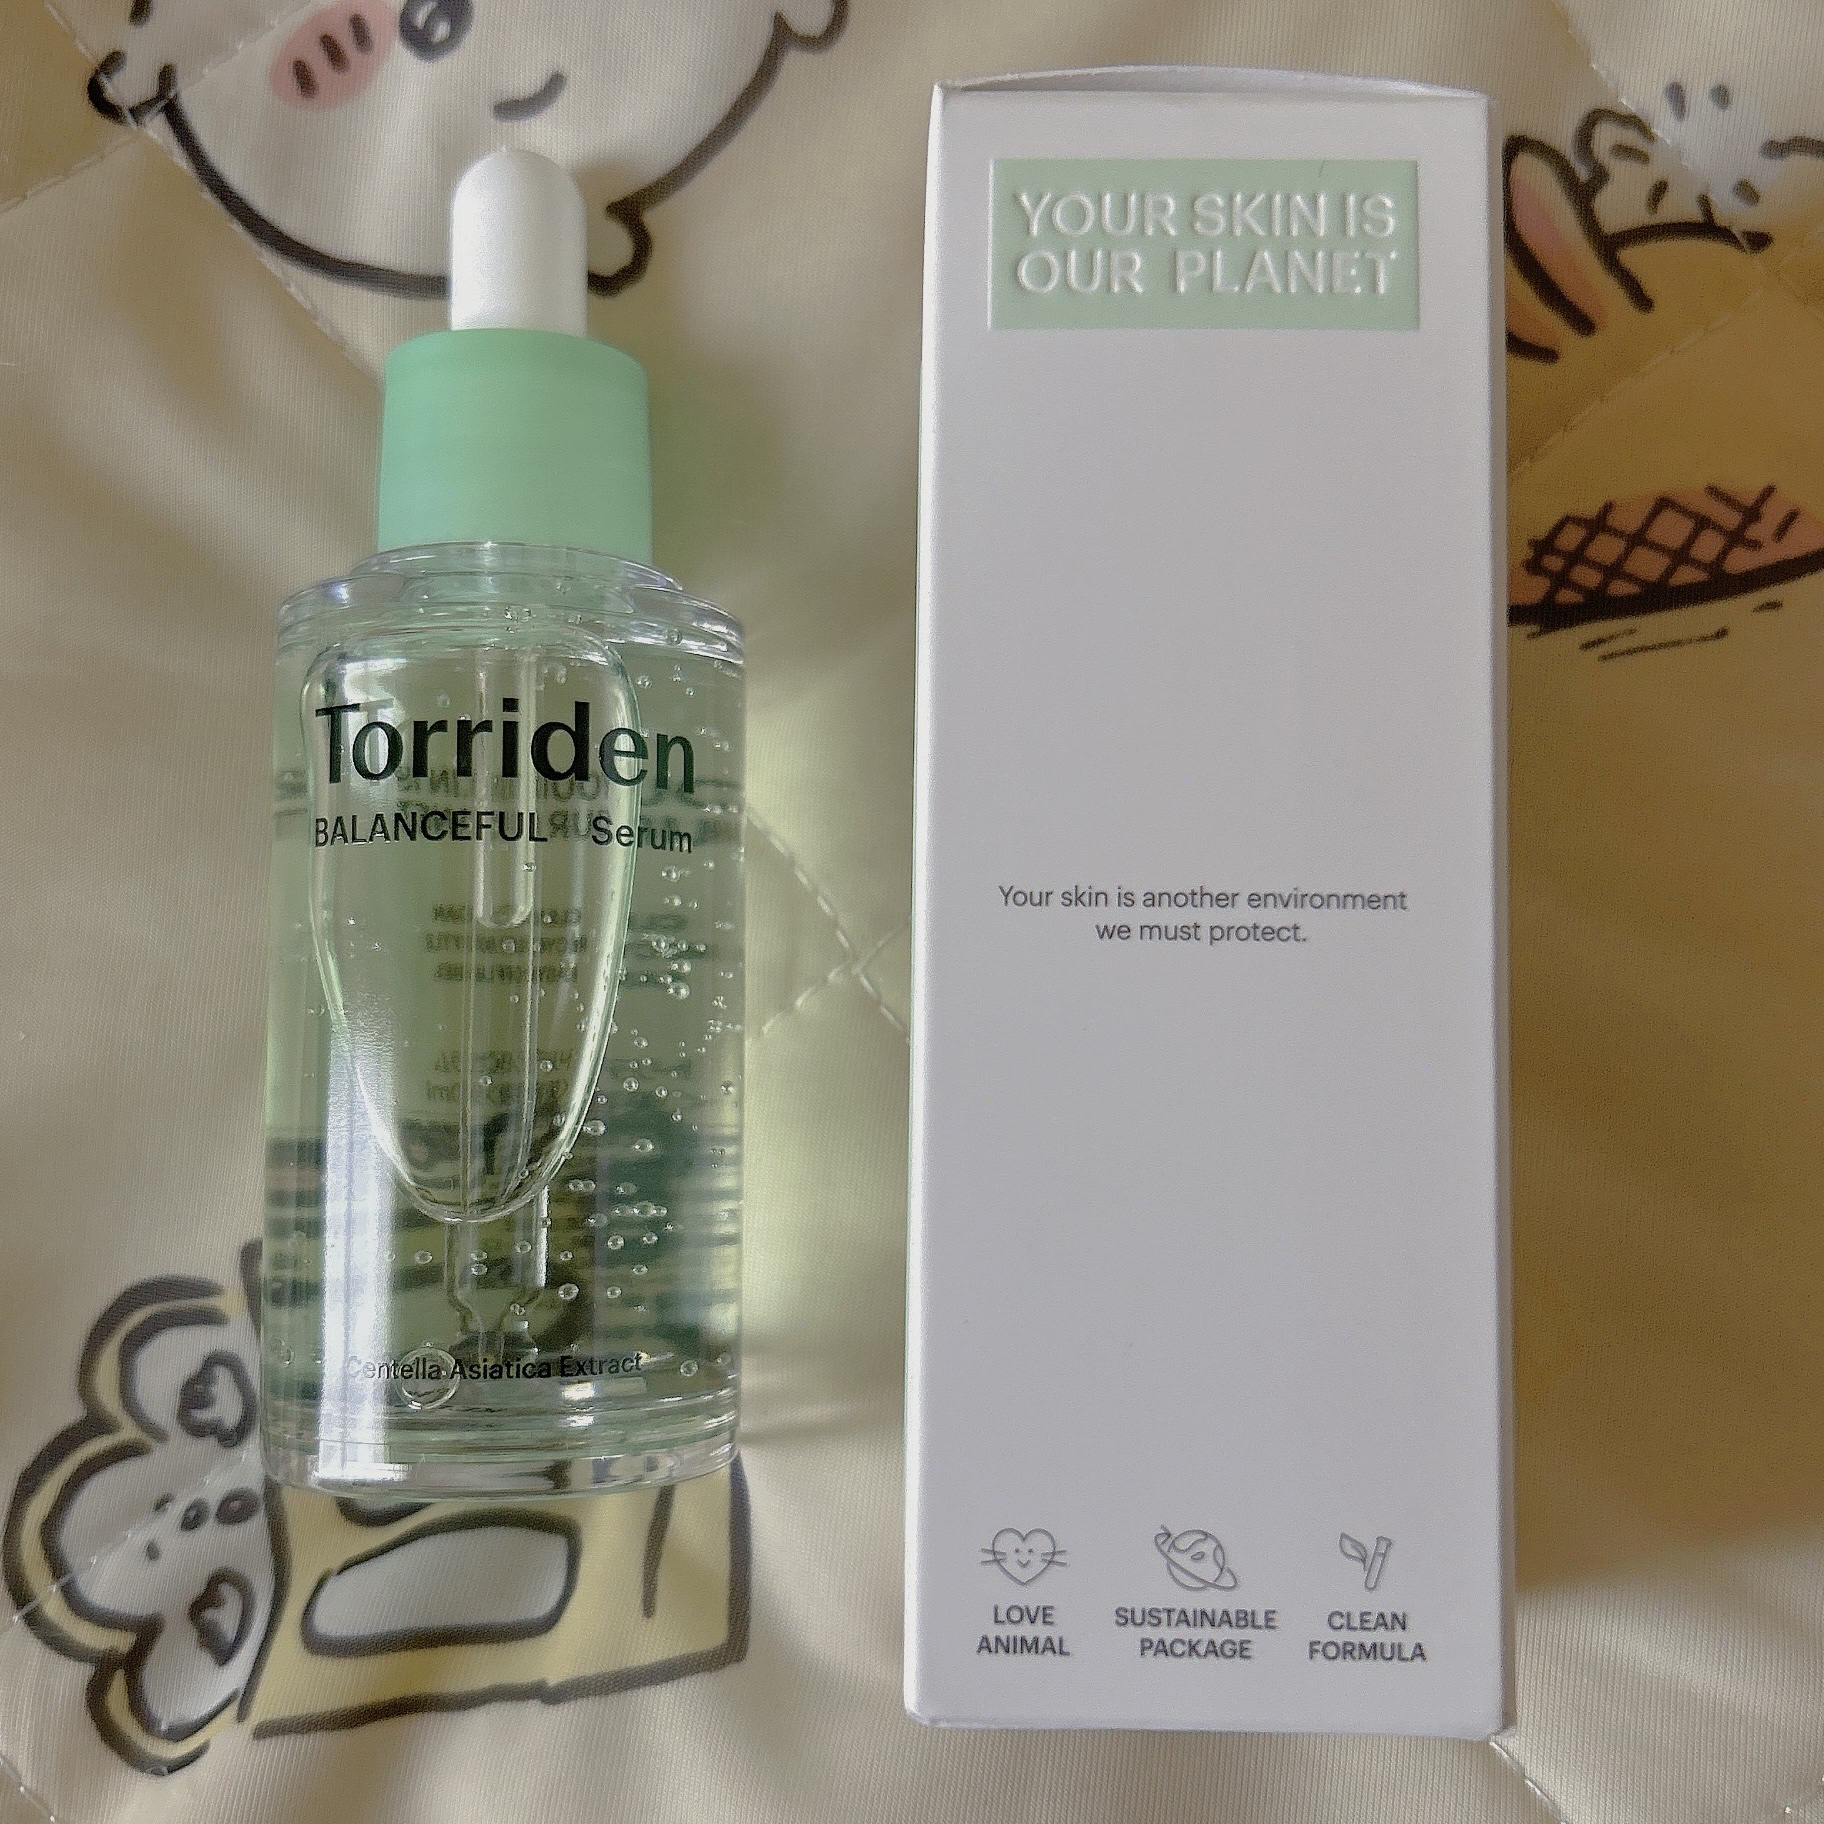 Torriden
BALANCEFUL Serum
Centella Asiatica Extract
YOUR SKIN IS
OUR PLANET
Your skin is another environment
we must protect.
LOVE
ANIMAL
SUSTAINABLE
PACKAGE
CLEAN
FORMULA